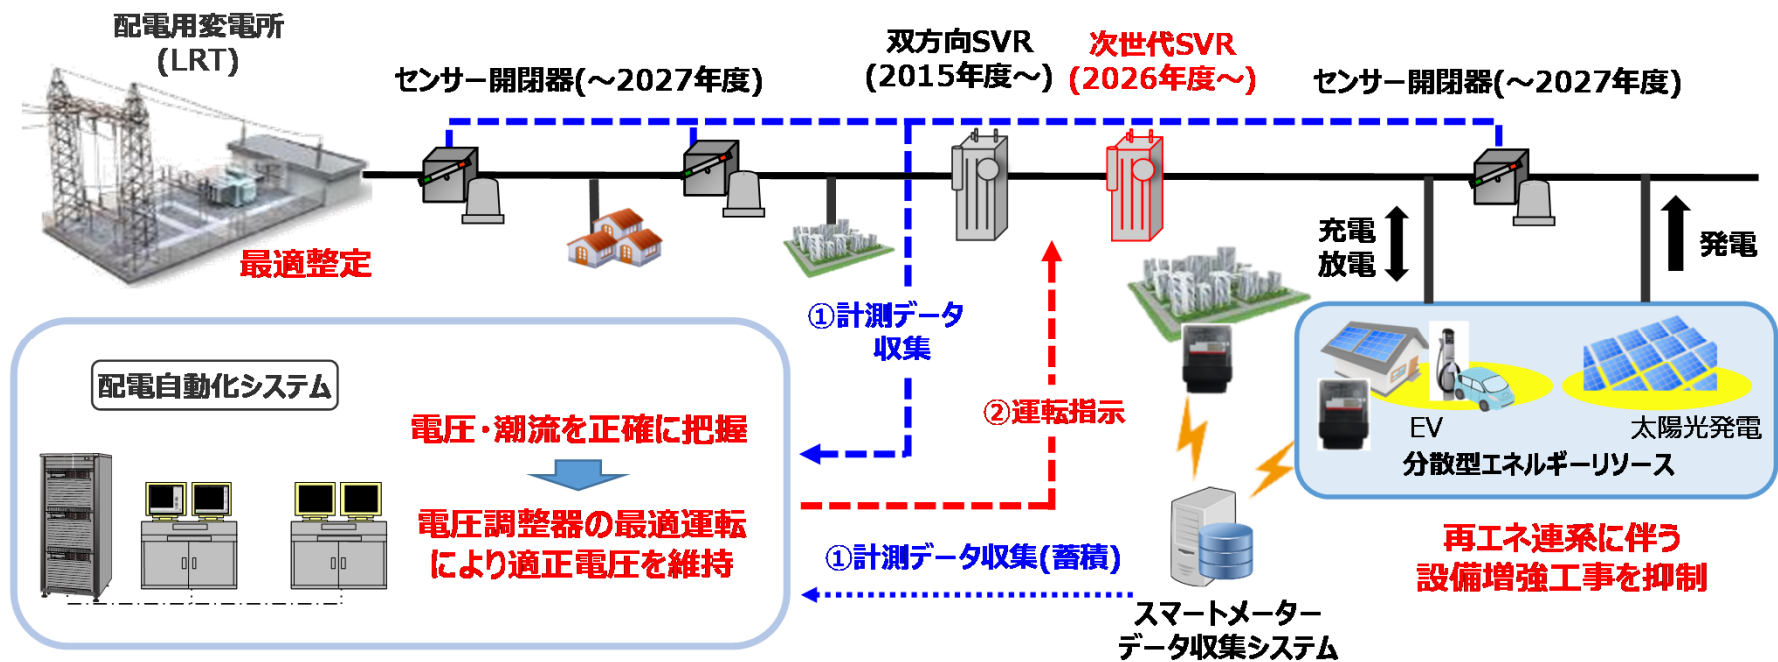 配電用変電所
(LRT)
センサー開閉器(～2027年度)
双方向SVR
(2015年度～)
次世代SVR
(2026年度～)
センサー開閉器(～2027年度)
最適整定
充電
放電
発電
①計測データ
収集
配電自動化システム
電圧・潮流を正確に把握
電圧調整器の最適運転
により適正電圧を維持
②運転指示
EV
太陽光発電
分散型エネルギーリソース
①計測データ収集(蓄積)
スマートメーター
データ収集システム
再エネ連系に伴う
設備増強工事を抑制